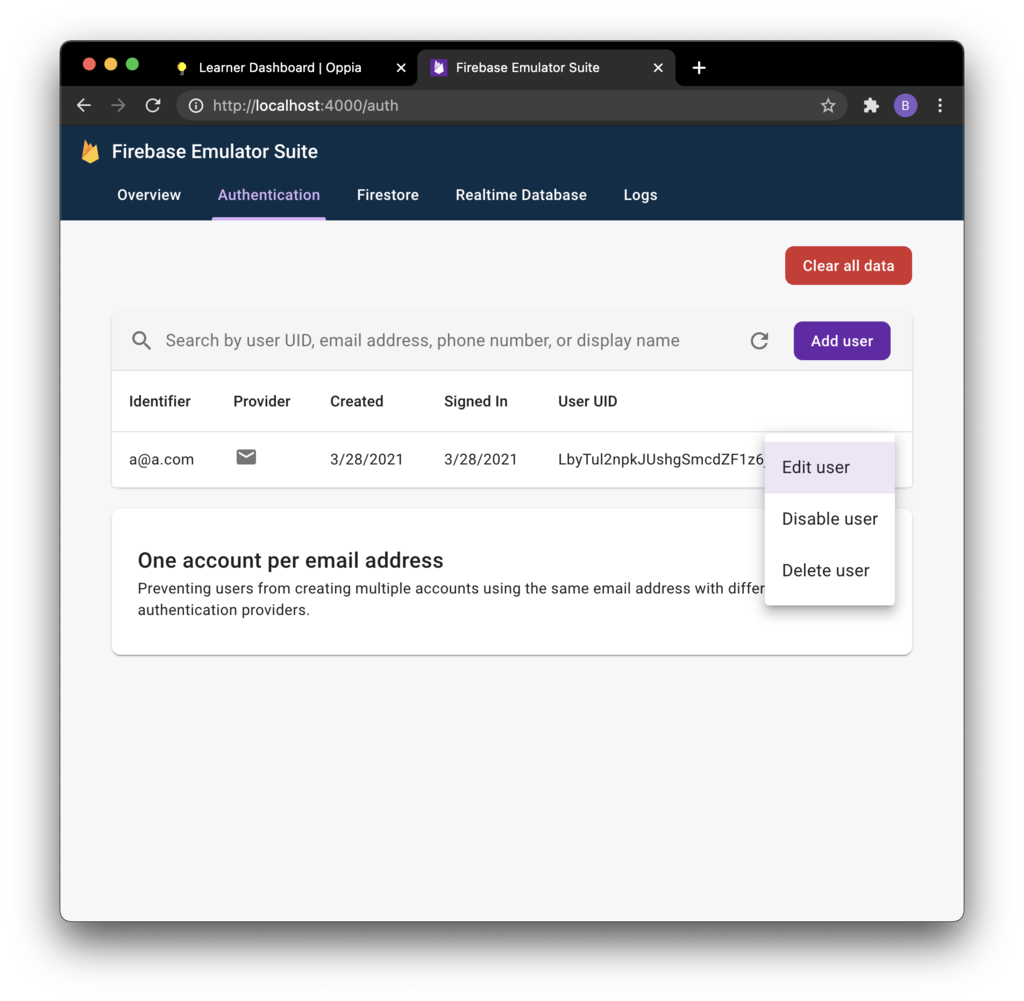 Learner Dashboard | Oppia
Firebase Emulator Suite
http://localhost:4000/auth
B
Firebase Emulator Suite
Overview Authentication Firestore Realtime Database Logs
Clear all data
Search by user UID, email address, phone number, or display name
Add user
Identifier Provider Created Signed In User UID
a@a.com 3/28/2021 3/28/2021
Edit user
Disable user
Delete user
One account per email address
Preventing users from creating multiple accounts using the same email address with differ
authentication providers.